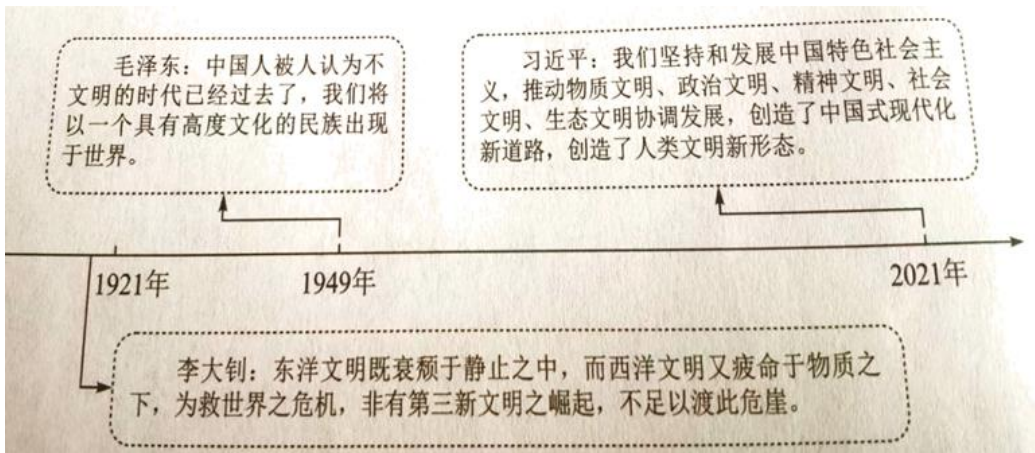 毛泽东：中国人被人认为不
文明的时代已经过去了，我们将
以一个具有高度文化的民族出现
于世界。
习近平：我们坚持和发展中国特色社会主
义，推动物质文明、政治文明、精神文明、社会
文明、生态文明协调发展，创造了中国式现代化
新道路，创造了人类文明新形态。
1921年
1949年
2021年
李大钊：东洋文明既衰颓于静止之中，而西洋文明又疲命于物质之
下，为救世界之危机，非有第三新文明之崛起，不足以渡此危崖。